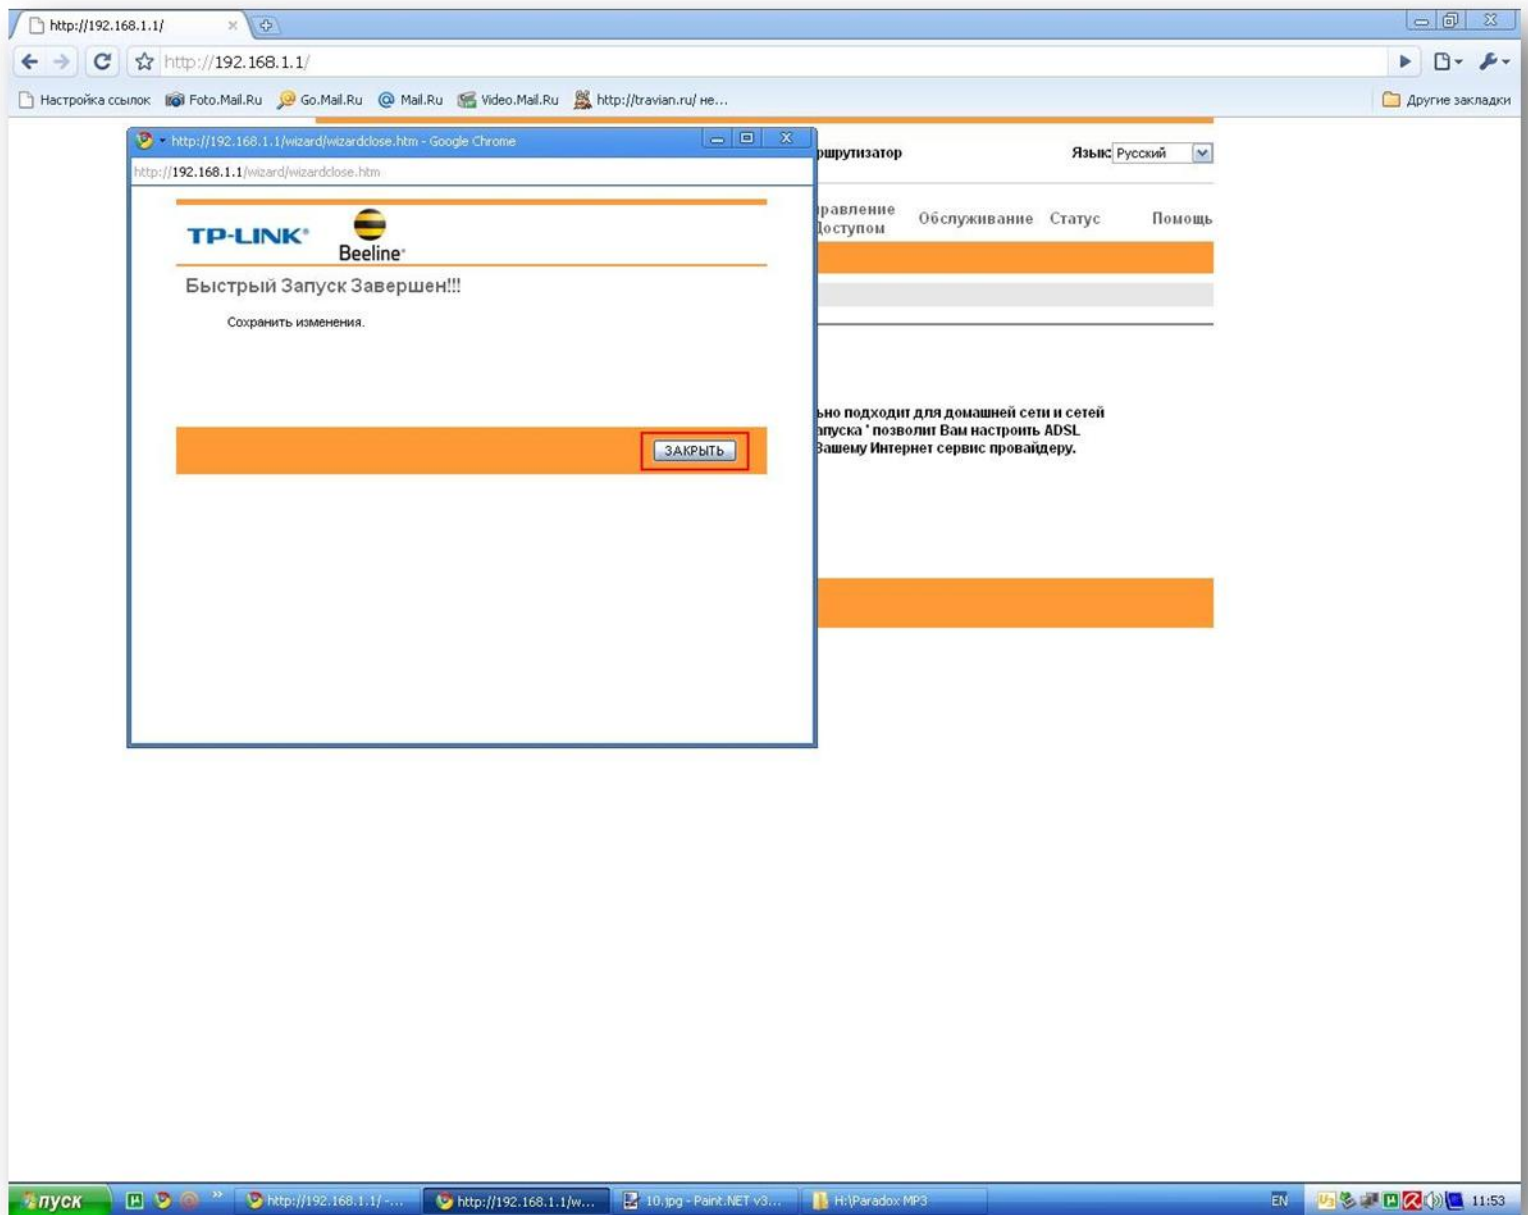 http://192.168.1.1/
http://192.168.1.1/
Настройка ссылок Foto.Mail.Ru Go.Mail.Ru Mail.Ru Video.Mail.Ru http://travian.ru/ не... Другие закладки
http://192.168.1.1/wizard/wizardclose.htm - Google Chrome
http://192.168.1.1/wizard/wizardclose.htm
TP-LINK® Beeline®
Быстрый Запуск Завершен!!!
Сохранить изменения.
ЗАКРЫТЬ
ршрутизатор Язык: Русский
равление Доступом Обслуживание Статус Помощь
ьно подходит для домашней сети и сетей
апуска ' позволит Вам настроить ADSL
Вашему Интернет сервис провайдеру.
пуск http://192.168.1.1/ -... http://192.168.1.1/w... 10.jpg - Paint.NET v3... H:\Paradox MP3 EN 11:53